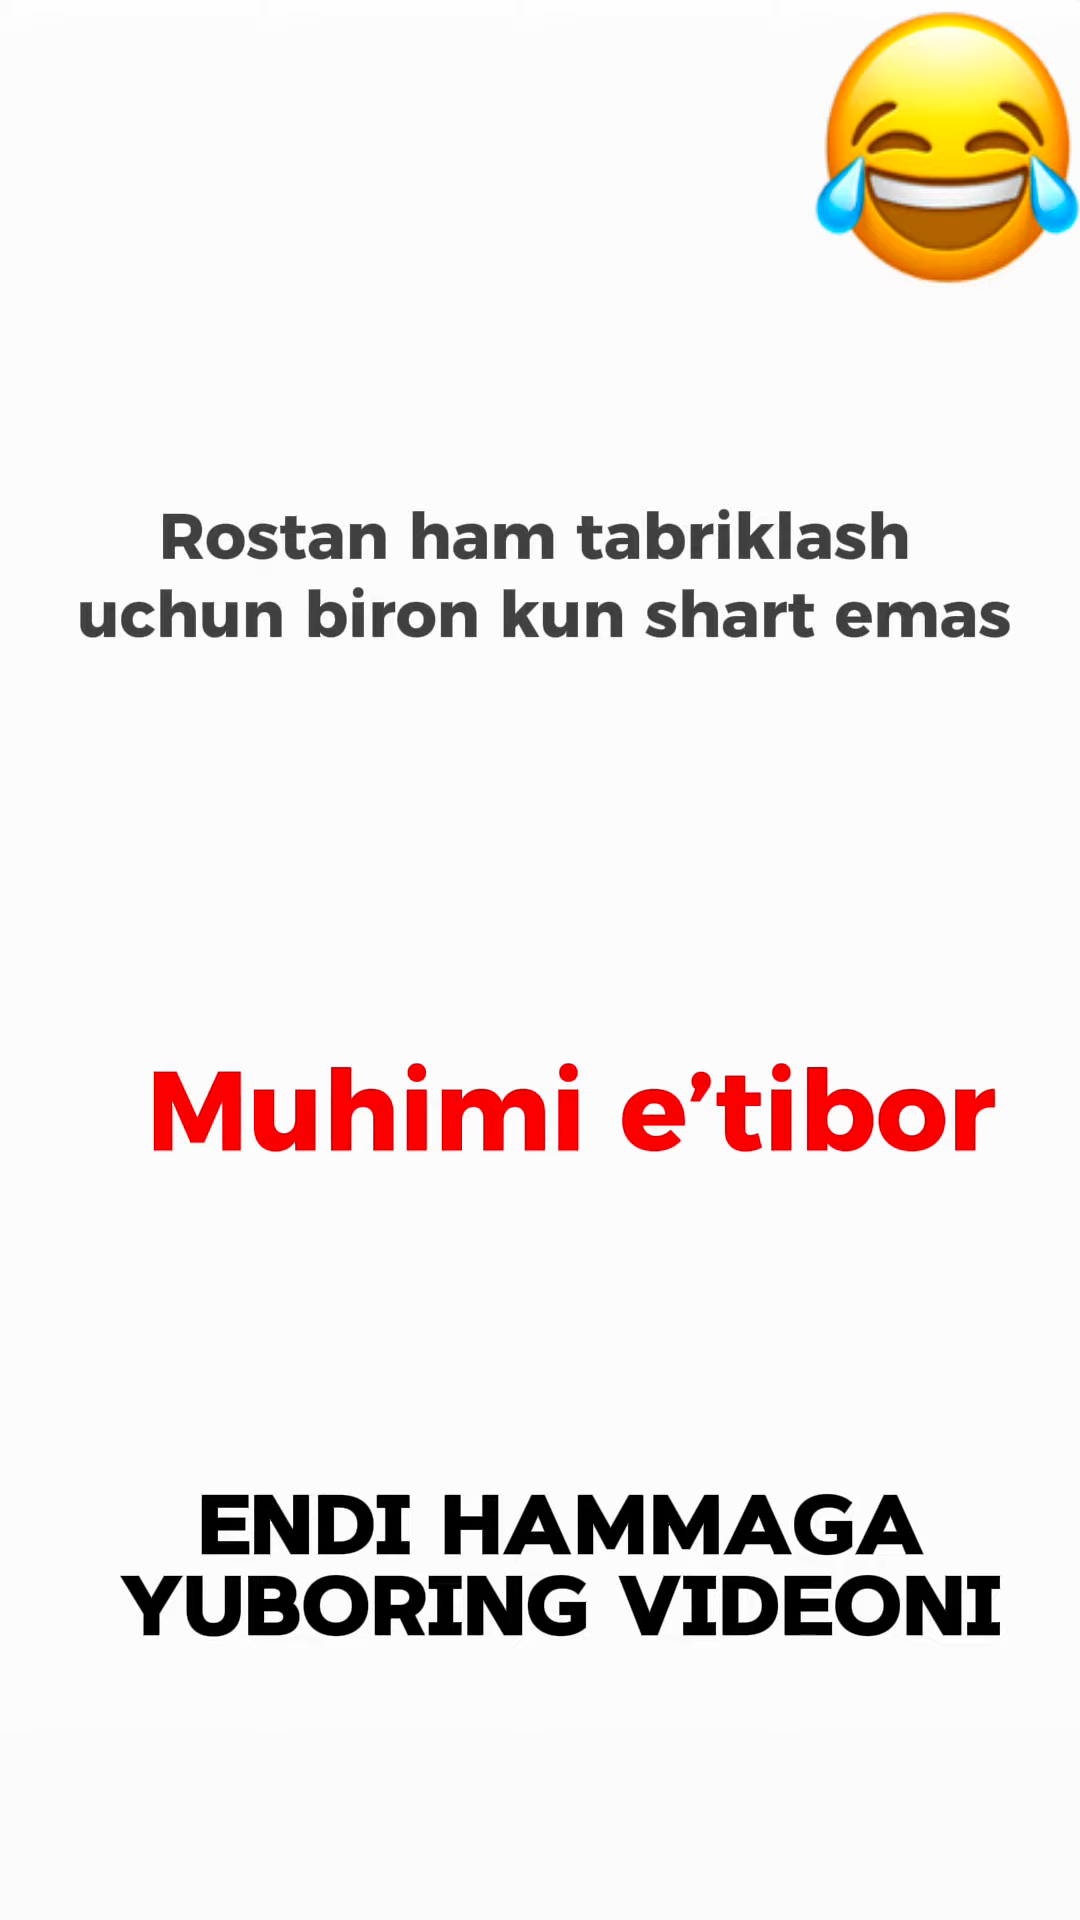 Rostan ham tabriklash
uchun biron kun shart emas
Muhimi e’tibor
ENDI HAMMAGA
YUBORING VIDEONI